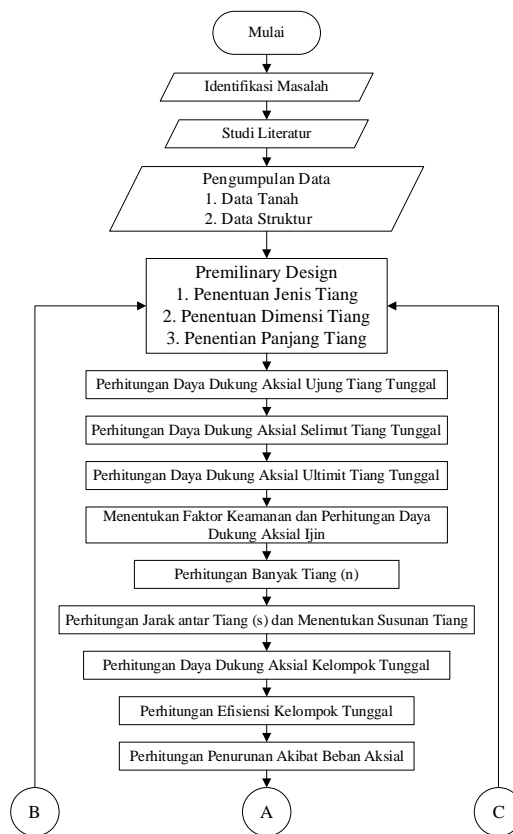 Mulai
Identifikasi Masalah
Studi Literatur
Pengumpulan Data
1. Data Tanah
2. Data Struktur
Premilinary Design
1. Penentuan Jenis Tiang
2. Penentuan Dimensi Tiang
3. Penentian Panjang Tiang
Perhitungan Daya Dukung Aksial Ujung Tiang Tunggal
Perhitungan Daya Dukung Aksial Selimut Tiang Tunggal
Perhitungan Daya Dukung Aksial Ultimit Tiang Tunggal
Menentukan Faktor Keamanan dan Perhitungan Daya
Dukung Aksial Ijin
Perhitungan Banyak Tiang (n)
Perhitungan Jarak antar Tiang (s) dan Menentukan Susunan Tiang
Perhitungan Daya Dukung Aksial Kelompok Tunggal
Perhitungan Efisiensi Kelompok Tunggal
Perhitungan Penurunan Akibat Beban Aksial
B
A
C